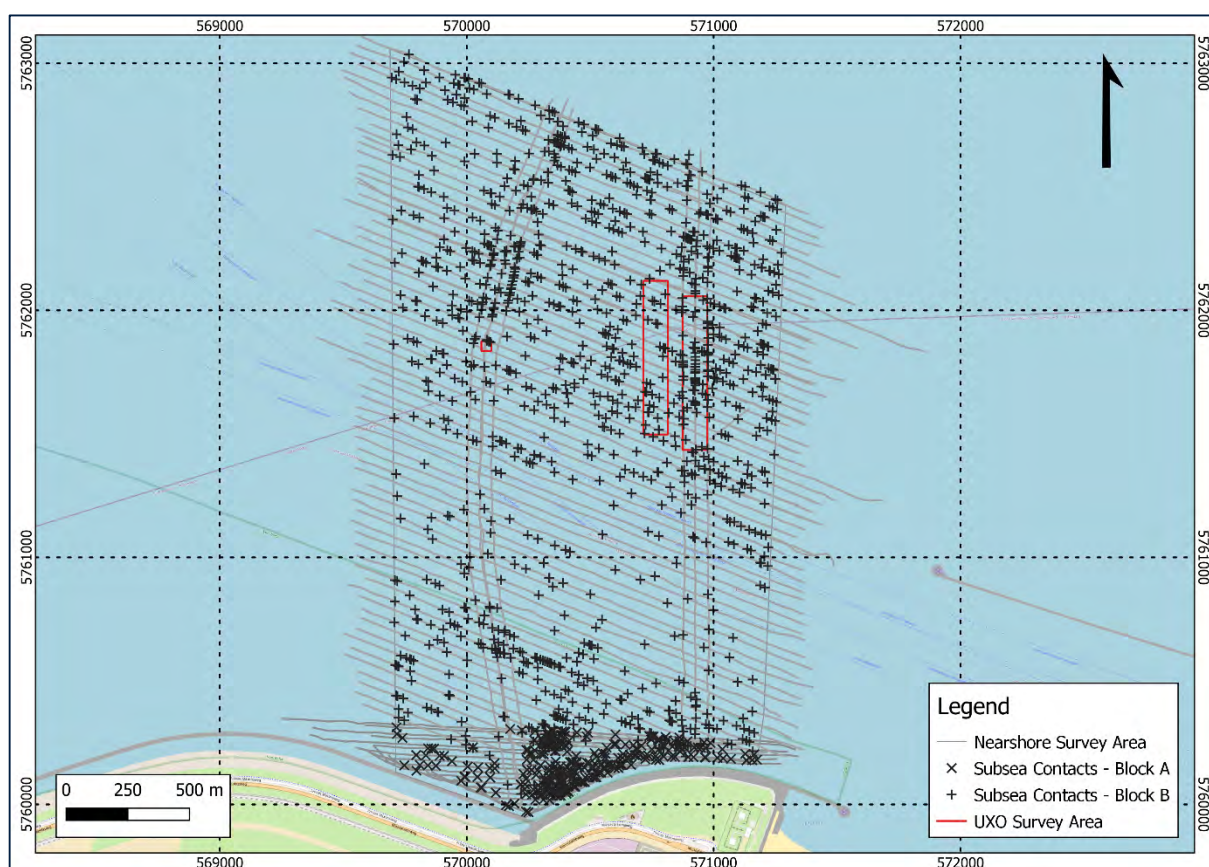 569000 570000 571000 572000
5763000 5763000
5762000 5762000
5761000 5761000
5760000 5760000
Legend
Nearshore Survey Area
Subsea Contacts - Block A
Subsea Contacts - Block B
UXO Survey Area
0 250 500 m
569000 570000 571000 572000